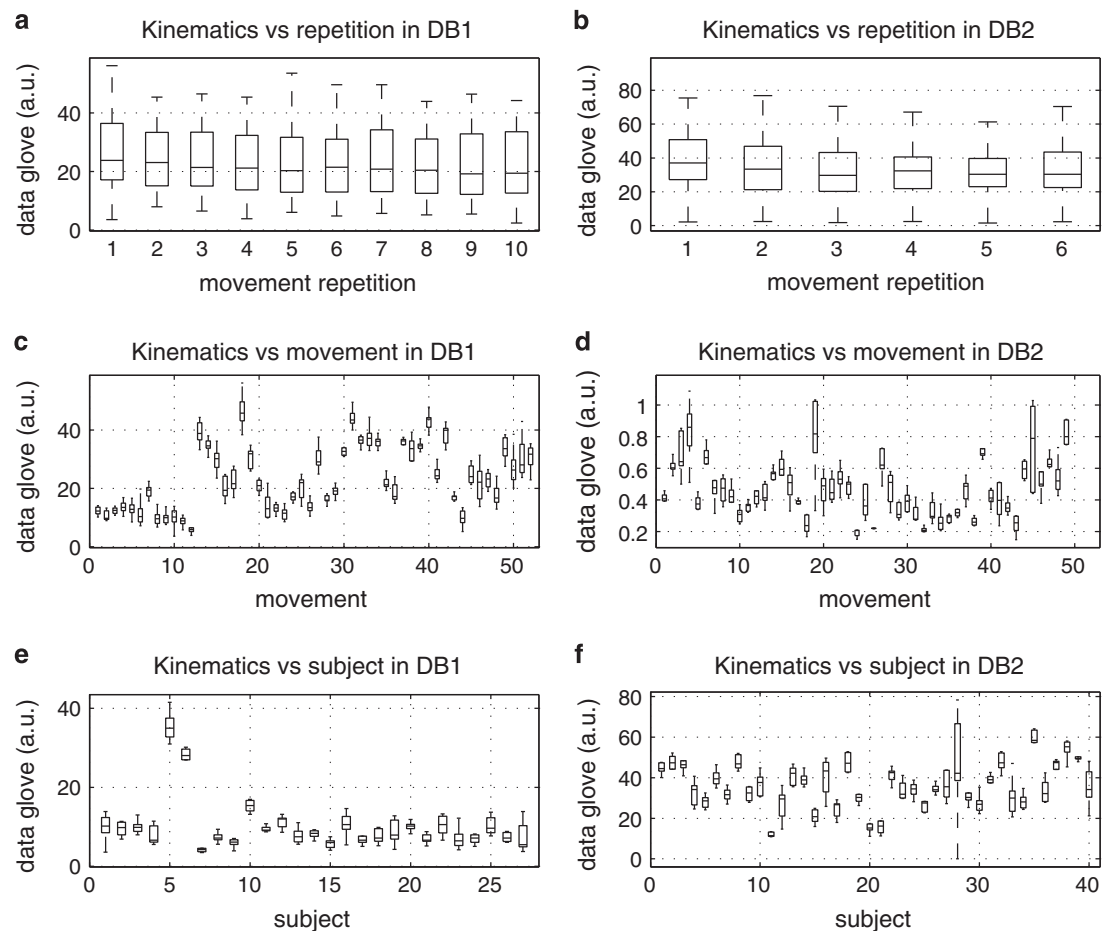 a
Kinematics vs repetition in DB1
data glove (a.u.)
40
20
0
1 2 3 4 5 6 7 8 9 10
movement repetition
b
Kinematics vs repetition in DB2
data glove (a.u.)
80
60
40
20
0
1 2 3 4 5 6
movement repetition
c
Kinematics vs movement in DB1
data glove (a.u.)
40
20
0
0 10 20 30 40 50
movement
d
Kinematics vs movement in DB2
data glove (a.u.)
1
0.8
0.6
0.4
0.2
0 10 20 30 40 50
movement
e
Kinematics vs subject in DB1
data glove (a.u.)
40
20
0
0 5 10 15 20 25
subject
f
Kinematics vs subject in DB2
data glove (a.u.)
80
60
40
20
0
0 10 20 30 40
subject